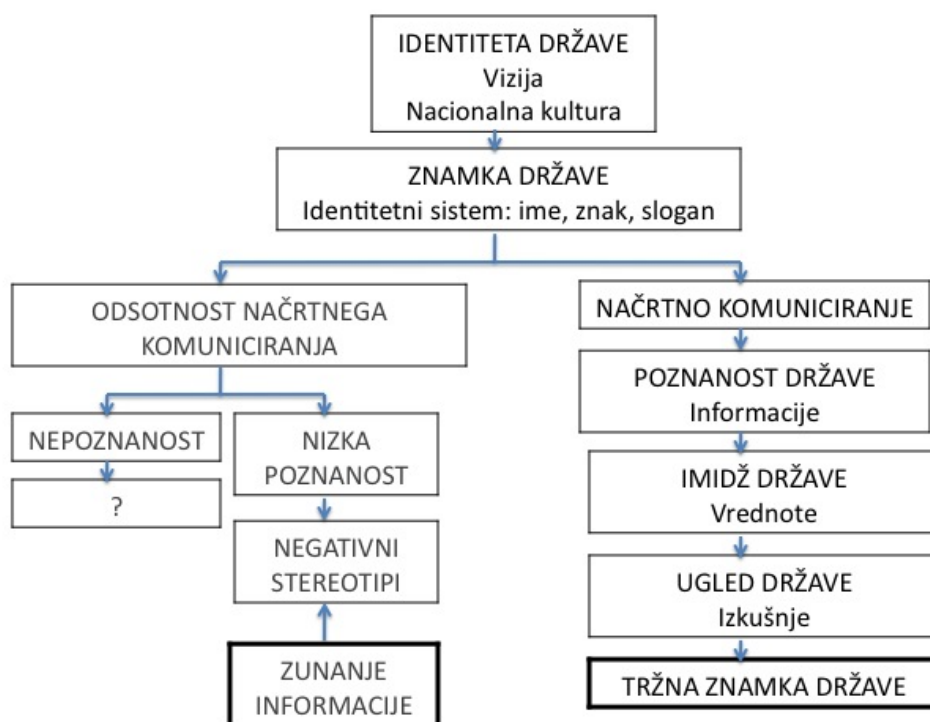 IDENTITETA DRŽAVE
Vizija
Nacionalna kultura
ZNAMKA DRŽAVE
Identitetni sistem: ime, znak, slogan
ODSOTNOST NAČRTNEGA
KOMUNICIRANJA
NEPOZNANOST
?
NIZKA
POZNANOST
NEGATIVNI
STEREOTIPI
ZUNANJE
INFORMACIJE
NAČRTNO KOMUNICIRANJE
POZNANOST DRŽAVE
Informacije
IMIDŽ DRŽAVE
Vrednote
UGLED DRŽAVE
Izkušnje
TRŽNA ZNAMKA DRŽAVE